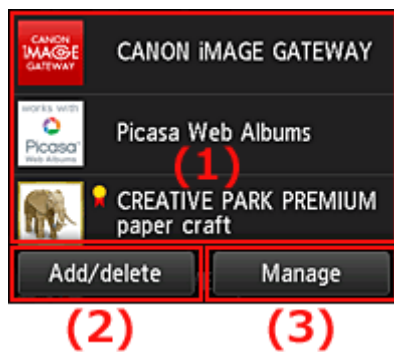 CANON
iMAGE
GATEWAY
CANON iMAGE GATEWAY
works with
Picasa
Web Albums
Picasa Web Albums
(1)
CREATIVE PARK PREMIUM
paper craft
Add/delete
Manage
(2)
(3)